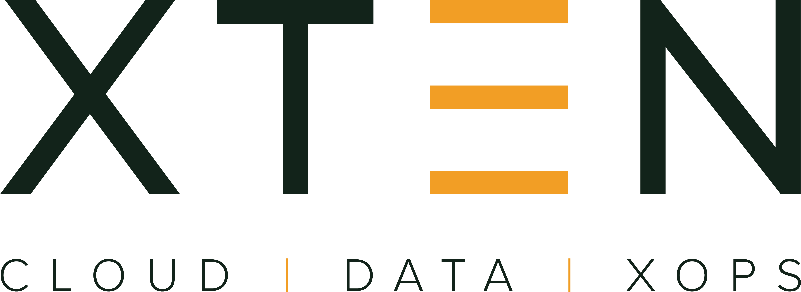 XTEN
CLOUD | DATA | XOPS